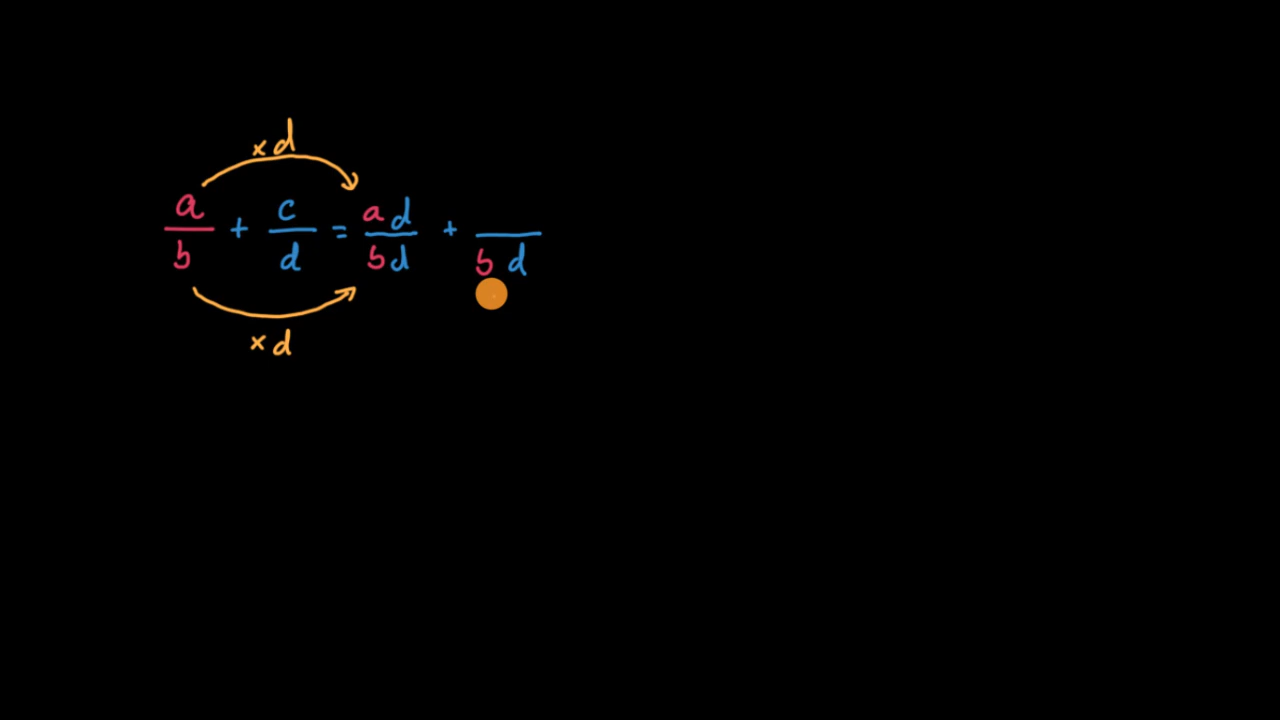 ×d
a/b + c/d = ad/bd + /bd
×d